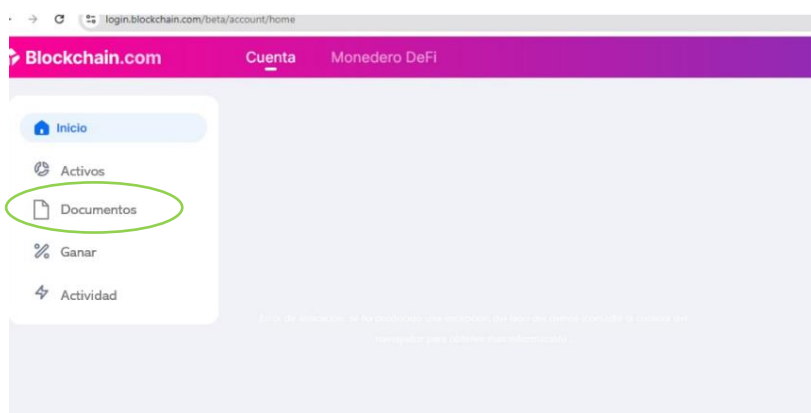 login.blockchain.com/beta/account/home
Blockchain.com
Cuenta
Monedero DeFi
Inicio
Activos
Documentos
Ganar
Actividad